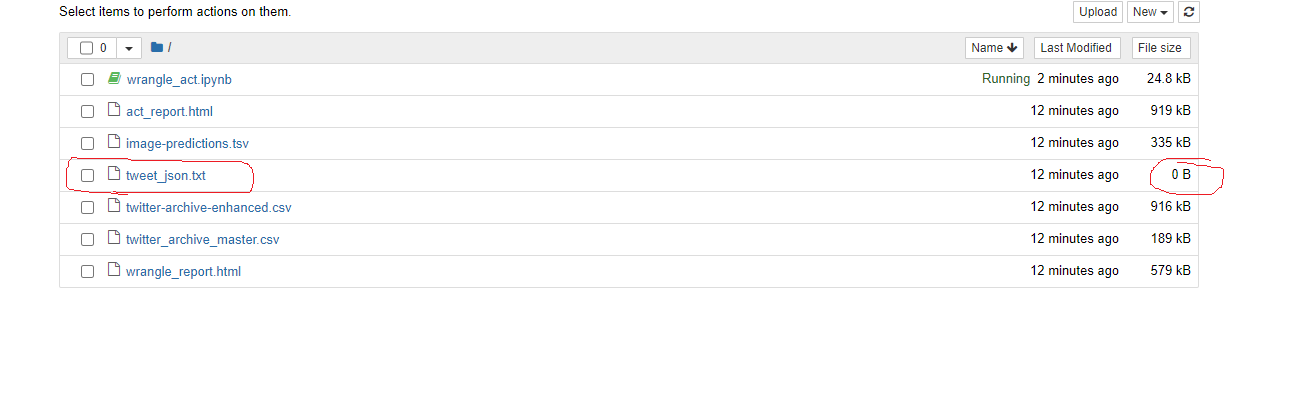 Select items to perform actions on them. Upload New
0 / Name Last Modified File size
wrangle_act.ipynb Running 2 minutes ago 24.8 kB
act_report.html 12 minutes ago 919 kB
image-predictions.tsv 12 minutes ago 335 kB
tweet_json.txt 12 minutes ago 0 B
twitter-archive-enhanced.csv 12 minutes ago 916 kB
twitter_archive_master.csv 12 minutes ago 189 kB
wrangle_report.html 12 minutes ago 579 kB